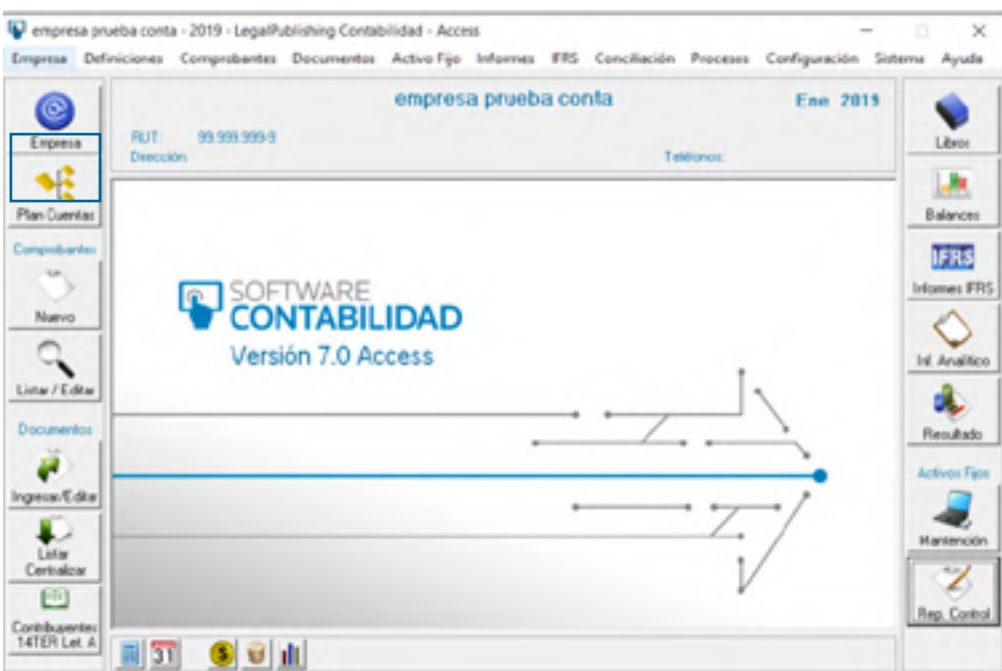 empresa prueba conta - 2019 - LegalPublishing Contabilidad - Access
Empresa Definiciones Comprobantes Documentos Activo Fijo Informes IFRS Conciliación Procesos Configuración Sistema Ayuda
empresa prueba conta
Ene 2019
RUT: 99.999.999-9
Dirección
Teléfonos:
Empresa
Plan Cuentas
Comprobantes
Nuevo
Listar / Editar
Documentos
Ingresar/Editar
Listar
Centralizar
Contribuyentes
14TER Let. A
SOFTWARE
CONTABILIDAD
Versión 7.0 Access
31
Libros
Balances
IFRS
Informes IFRS
Inf. Analítico
Resultado
Activos Fijos
Mantención
Rep. Control